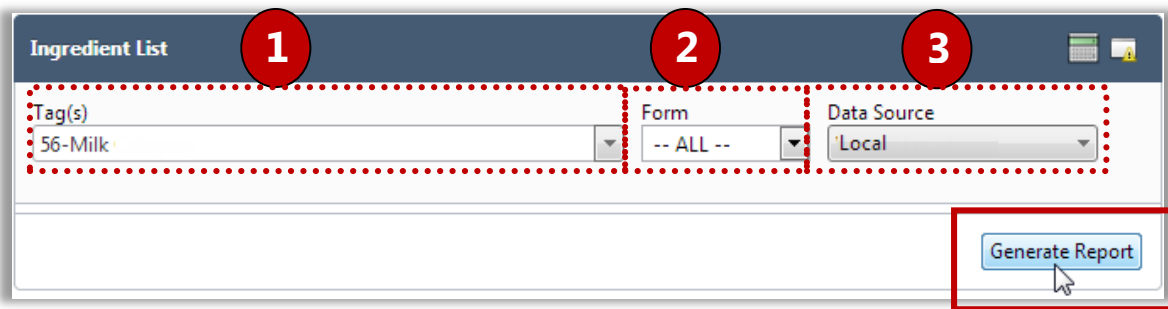 Ingredient List
1
2
3
Tag(s)
Form
Data Source
56-Milk
-- ALL --
Local
Generate Report